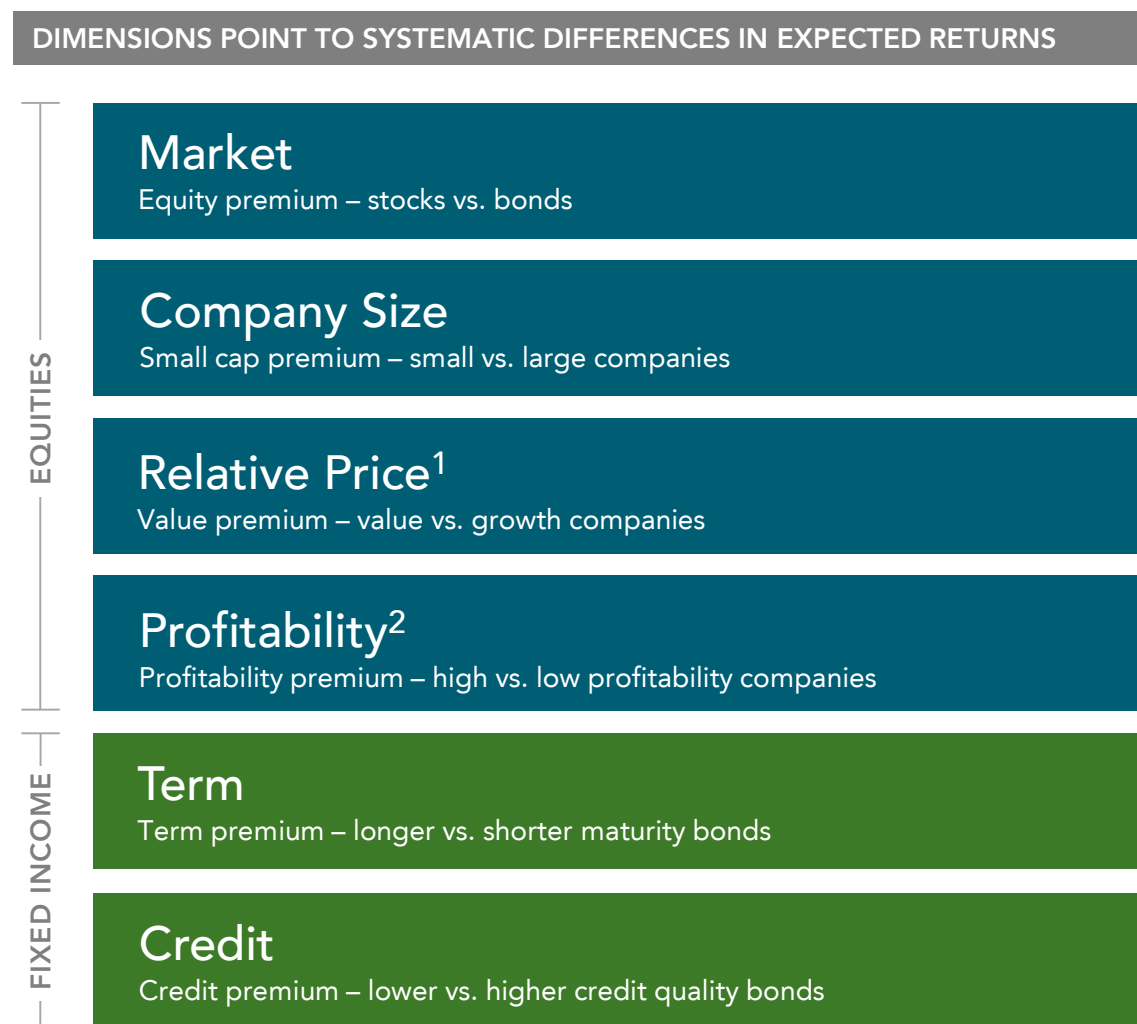 DIMENSIONS POINT TO SYSTEMATIC DIFFERENCES IN EXPECTED RETURNS
EQUITIES
Market
Equity premium – stocks vs. bonds
Company Size
Small cap premium – small vs. large companies
Relative Price¹
Value premium – value vs. growth companies
Profitability²
Profitability premium – high vs. low profitability companies
FIXED INCOME
Term
Term premium – longer vs. shorter maturity bonds
Credit
Credit premium – lower vs. higher credit quality bonds